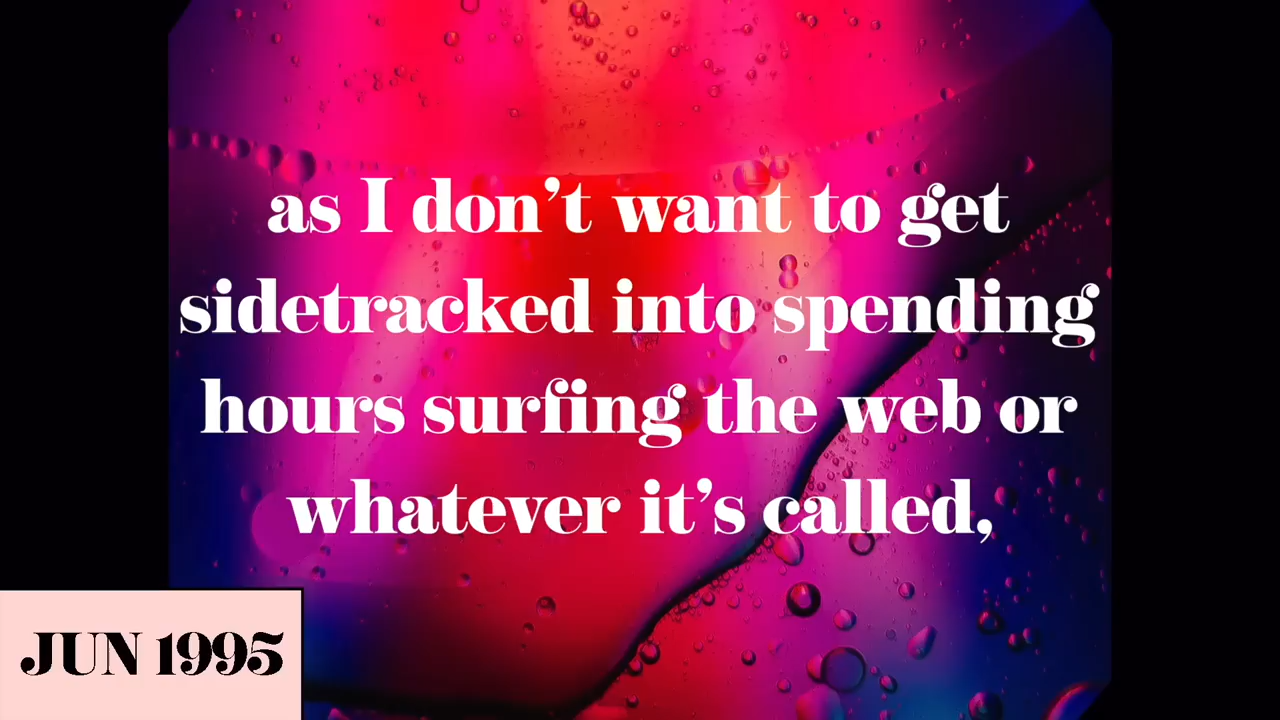 as I don’t want to get
sidetracked into spending
hours surfing the web or
whatever it’s called,
JUN 1995